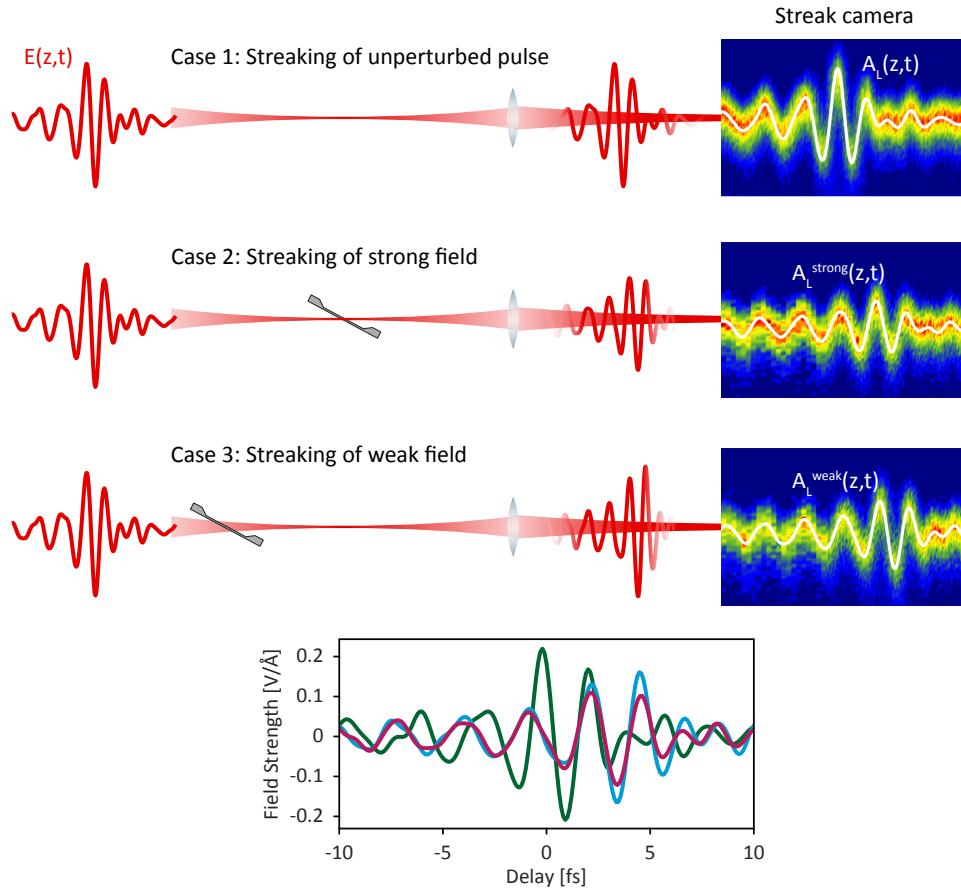 Streak camera
E(z,t)
Case 1: Streaking of unperturbed pulse
A_L(z,t)
Case 2: Streaking of strong field
A_L^strong(z,t)
Case 3: Streaking of weak field
A_L^weak(z,t)
0.2
0.1
0
-0.1
-0.2
Field Strength [V/Å]
-10 -5 0 5 10
Delay [fs]